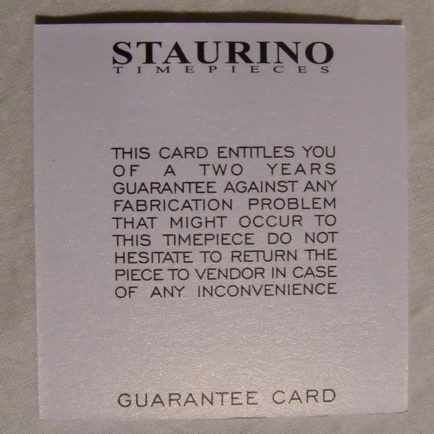 STAURINO
TIMEPIECES
THIS CARD ENTITLES YOU
OF A TWO YEARS
GUARANTEE AGAINST ANY
FABRICATION PROBLEM
THAT MIGHT OCCUR TO
THIS TIMEPIECE DO NOT
HESITATE TO RETURN THE
PIECE TO VENDOR IN CASE
OF ANY INCONVENIENCE
GUARANTEE CARD